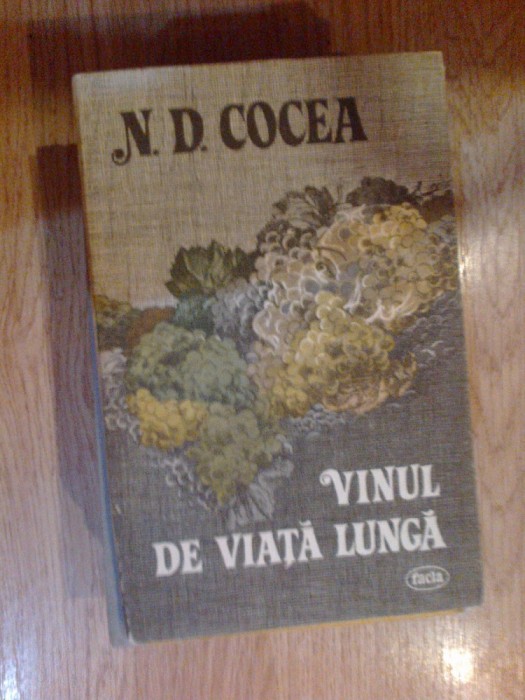 N. D. COCEA
VINUL
DE VIAȚĂ LUNGĂ
facla